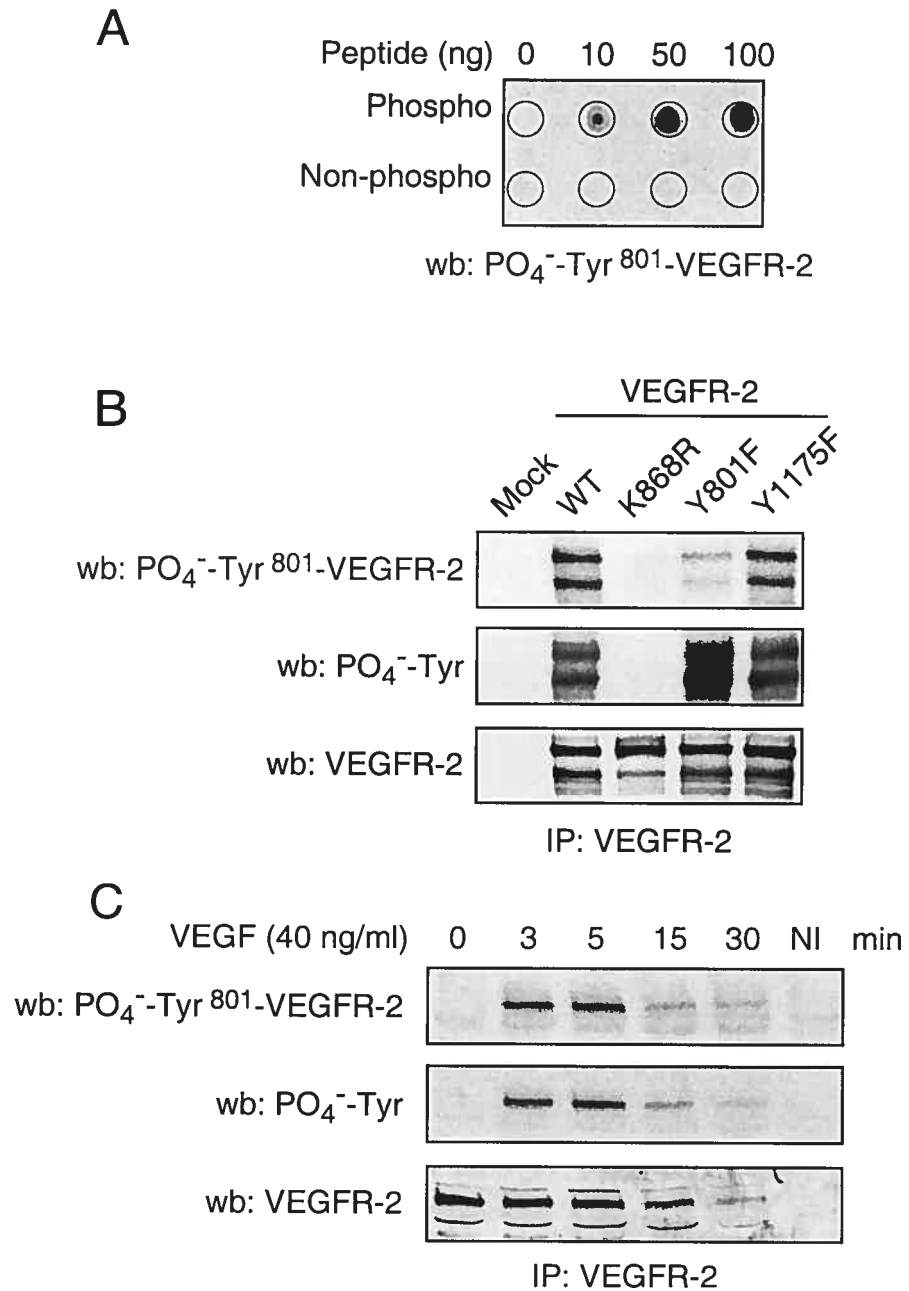 A
Peptide (ng) 0 10 50 100
Phospho
Non-phospho
wb: PO₄⁻-Tyr ⁸⁰¹-VEGFR-2
B
VEGFR-2
Mock WT K868R Y801F Y1175F
wb: PO₄⁻-Tyr ⁸⁰¹-VEGFR-2
wb: PO₄⁻-Tyr
wb: VEGFR-2
IP: VEGFR-2
C
VEGF (40 ng/ml) 0 3 5 15 30 NI min
wb: PO₄⁻-Tyr ⁸⁰¹-VEGFR-2
wb: PO₄⁻-Tyr
wb: VEGFR-2
IP: VEGFR-2